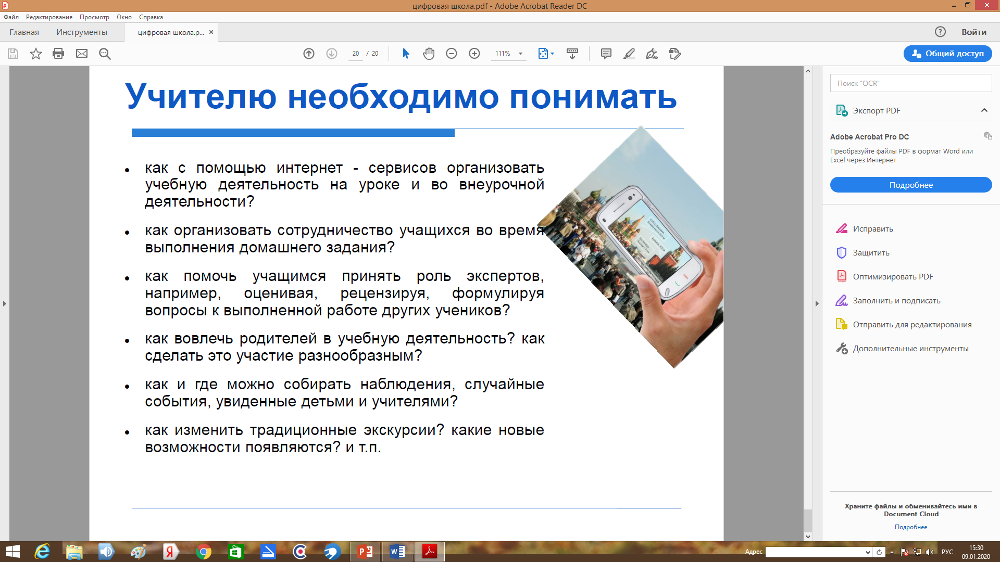 цифровая школа.pdf - Adobe Acrobat Reader DC
Файл Редактирование Просмотр Окно Справка
Главная Инструменты цифровая школа.p... Войти
20 / 20 111% Общий доступ
Учителю необходимо понимать
• как с помощью интернет - сервисов организовать
учебную деятельность на уроке и во внеурочной
деятельности?
• как организовать сотрудничество учащихся во время
выполнения домашнего задания?
• как помочь учащимся принять роль экспертов,
например, оценивая, рецензируя, формулируя
вопросы к выполненной работе других учеников?
• как вовлечь родителей в учебную деятельность? как
сделать это участие разнообразным?
• как и где можно собирать наблюдения, случайные
события, увиденные детьми и учителями?
• как изменить традиционные экскурсии? какие новые
возможности появляются? и т.п.
Поиск "OCR"
Экспорт PDF
Adobe Acrobat Pro DC
Преобразуйте файлы PDF в формат Word или
Excel через Интернет
Подробнее
Исправить
Защитить
Оптимизировать PDF
Заполнить и подписать
Отправить для редактирования
Дополнительные инструменты
Храните файлы и обменивайтесь ими в
Document Cloud
Подробнее
Адрес РУС 15:30
09.01.2020